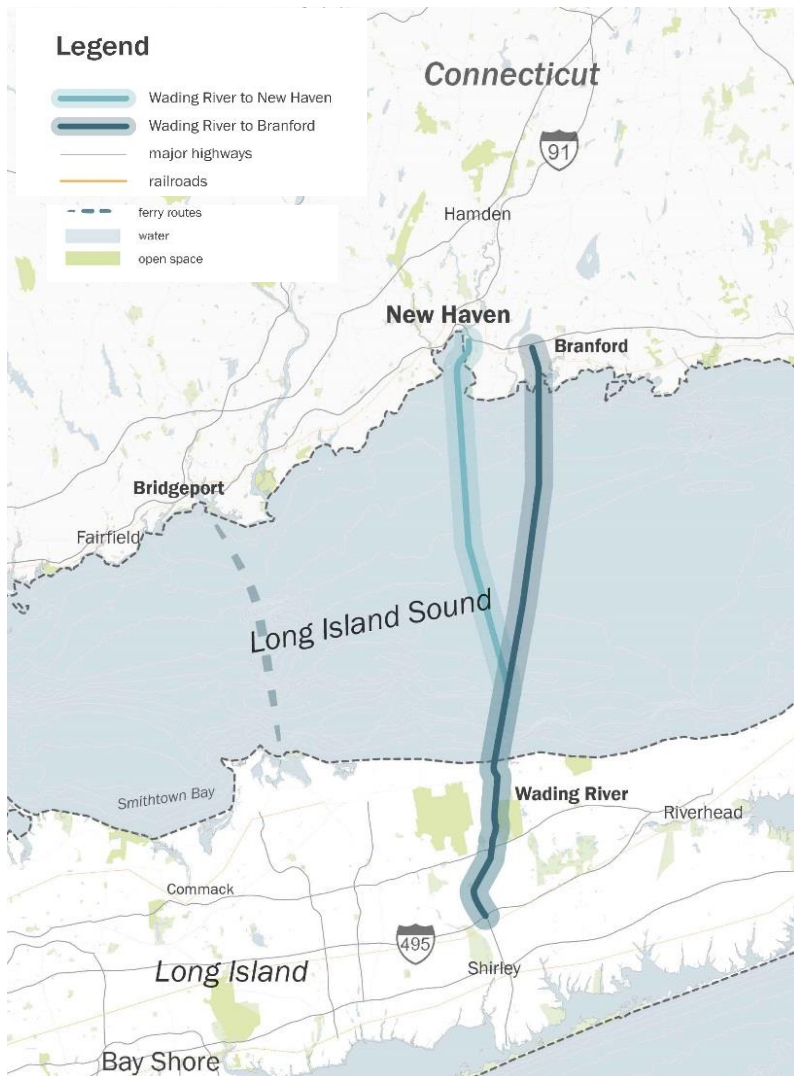 Legend
Wading River to New Haven
Wading River to Branford
major highways
railroads
ferry routes
water
open space
Connecticut
91
Hamden
New Haven
Branford
Bridgeport
Fairfield
Long Island Sound
Smithtown Bay
Wading River
Riverhead
Commack
495
Long Island
Shirley
Bay Shore